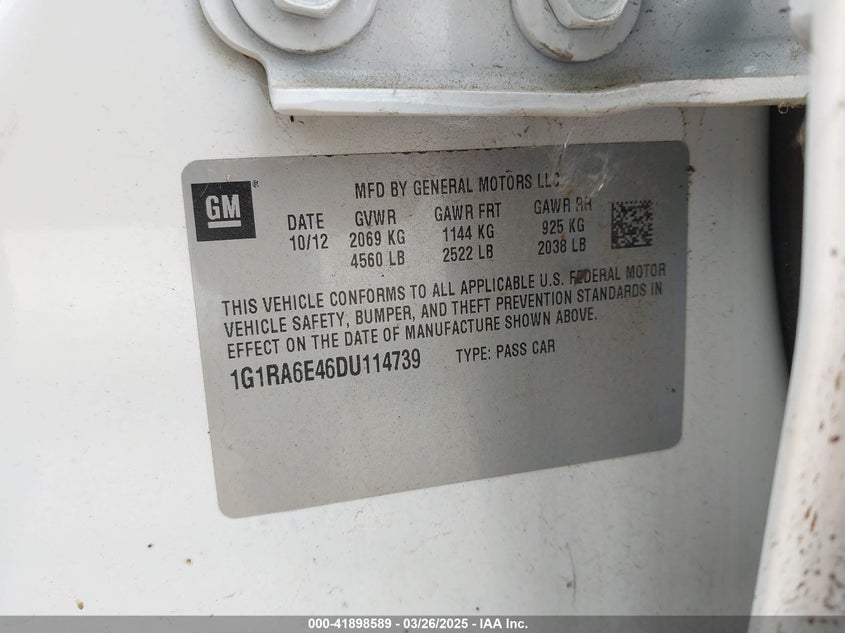 GM
MFD BY GENERAL MOTORS LLC
DATE GVWR GAWR FRT GAWR RR
10/12 2069 KG 1144 KG 925 KG
4560 LB 2522 LB 2038 LB
THIS VEHICLE CONFORMS TO ALL APPLICABLE U.S. FEDERAL MOTOR
VEHICLE SAFETY, BUMPER, AND THEFT PREVENTION STANDARDS IN
EFFECT ON THE DATE OF MANUFACTURE SHOWN ABOVE.
1G1RA6E46DU114739 TYPE: PASS CAR
000-41898589 — 03/26/2025 — IAA Inc.